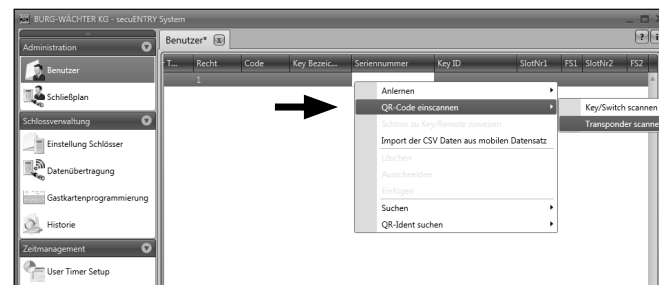 BURG-WÄCHTER KG - secuENTRY System
Administration
Benutzer
Schließplan
Schlossverwaltung
Einstellung Schlösser
Datenübertragung
Gastkartenprogrammierung
Historie
Zeitmanagement
User Timer Setup
Benutzer*
? i
T... Recht Code Key Bezeic... Seriennummer Key ID SlotNr1 FS1 SlotNr2 FS2
1
Anlernen
QR-Code einscannen
Schloss zu Key/Remote zuweisen
Import der CSV Daten aus mobilen Datensatz
Löschen
Ausschneiden
Einfügen
Suchen
QR-Ident suchen
Key/Switch scannen
Transponder scanne